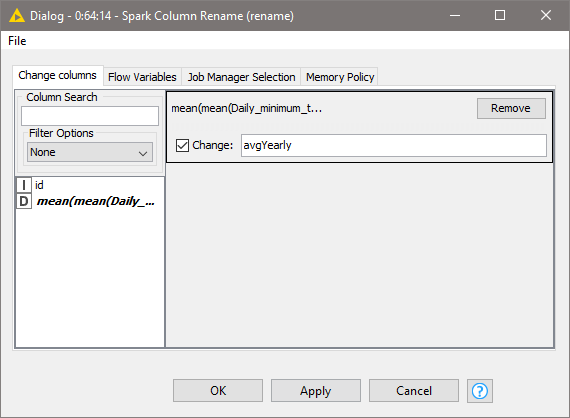 Dialog - 0:64:14 - Spark Column Rename (rename)
File
Change columns Flow Variables Job Manager Selection Memory Policy
Column Search
Filter Options
None
I id
D mean(mean(Daily_...
mean(mean(Daily_minimum_t...
Remove
Change: avgYearly
OK Apply Cancel ?